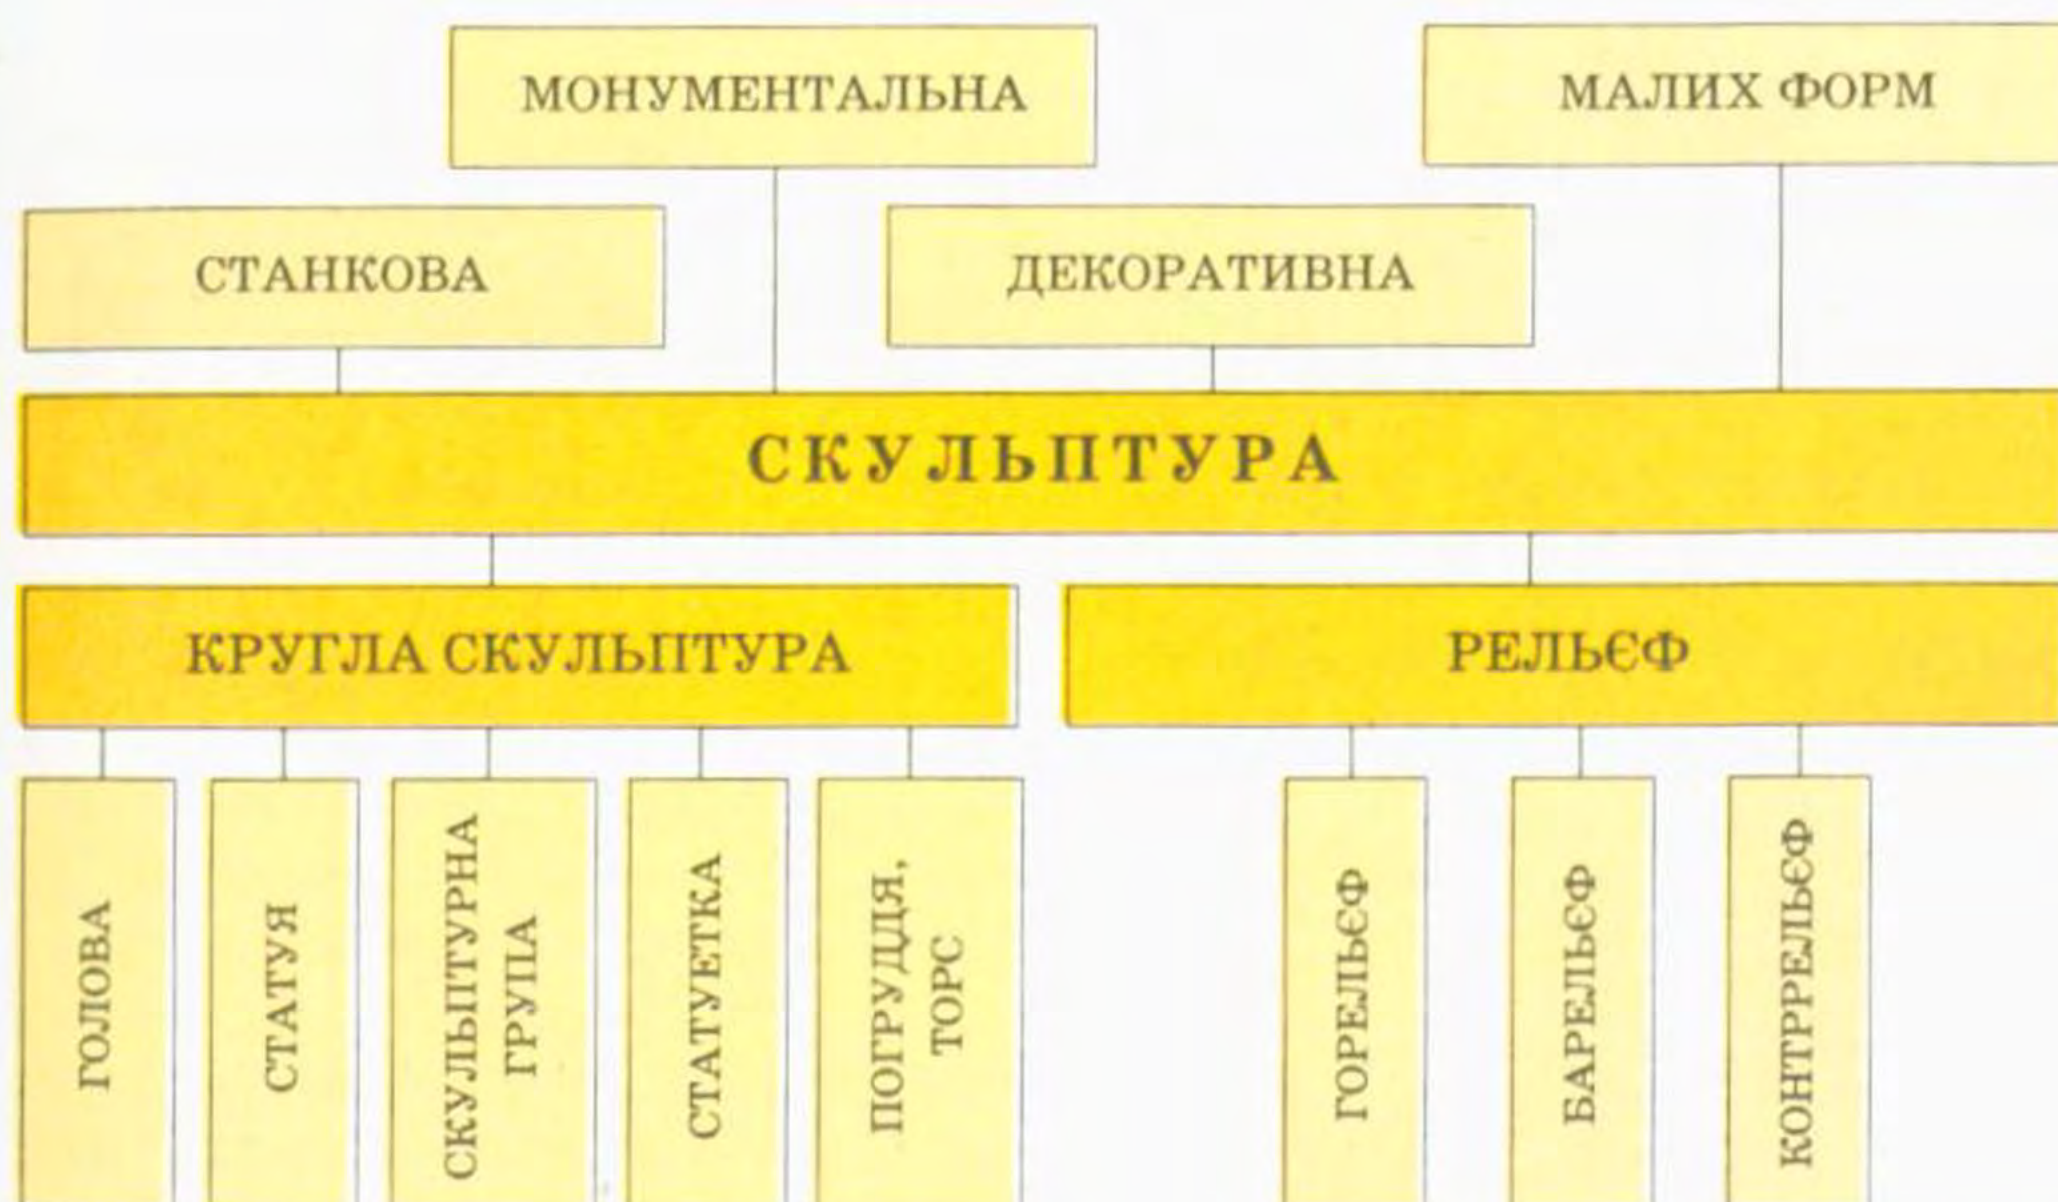 МОНУМЕНТАЛЬНА
МАЛИХ ФОРМ
СТАНКОВА
ДЕКОРАТИВНА
СКУЛЬПТУРА
КРУГЛА СКУЛЬПТУРА
РЕЛЬЄФ
ГОЛОВА
СТАТУЯ
СКУЛЬПТУРНА
ГРУПА
СТАТУЕТКА
ПОГРУДДЯ,
ТОРС
ГОРЕЛЬЄФ
БАРЕЛЬЄФ
КОНТРРЕЛЬЄФ